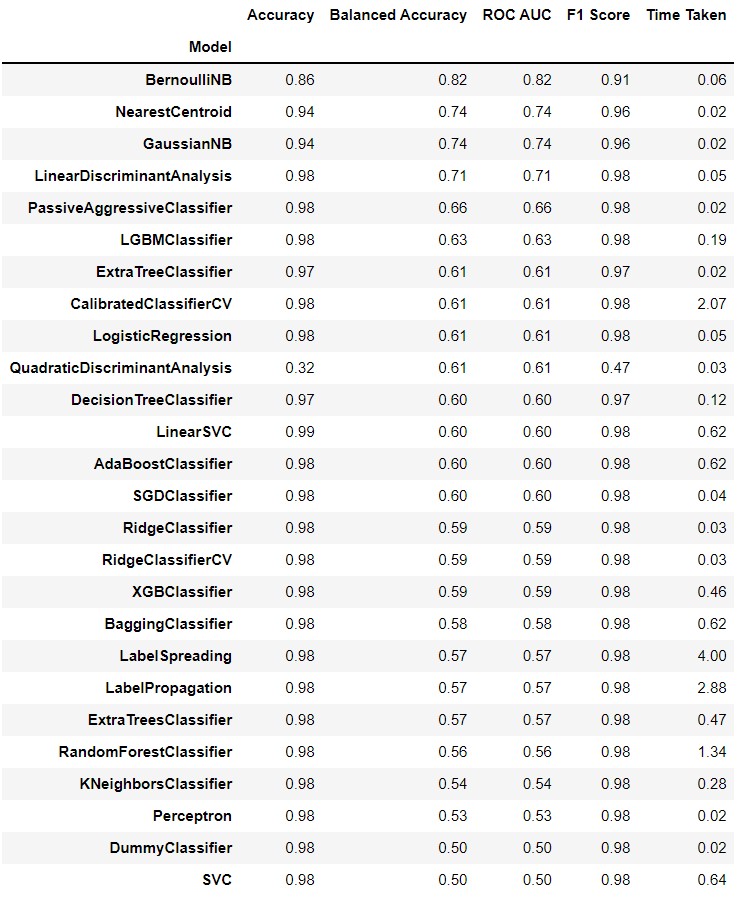 Accuracy Balanced Accuracy ROC AUC F1 Score Time Taken
Model
BernoulliNB 0.86 0.82 0.82 0.91 0.06
NearestCentroid 0.94 0.74 0.74 0.96 0.02
GaussianNB 0.94 0.74 0.74 0.96 0.02
LinearDiscriminantAnalysis 0.98 0.71 0.71 0.98 0.05
PassiveAggressiveClassifier 0.98 0.66 0.66 0.98 0.02
LGBMClassifier 0.98 0.63 0.63 0.98 0.19
ExtraTreeClassifier 0.97 0.61 0.61 0.97 0.02
CalibratedClassifierCV 0.98 0.61 0.61 0.98 2.07
LogisticRegression 0.98 0.61 0.61 0.98 0.05
QuadraticDiscriminantAnalysis 0.32 0.61 0.61 0.47 0.03
DecisionTreeClassifier 0.97 0.60 0.60 0.97 0.12
LinearSVC 0.99 0.60 0.60 0.98 0.62
AdaBoostClassifier 0.98 0.60 0.60 0.98 0.62
SGDClassifier 0.98 0.60 0.60 0.98 0.04
RidgeClassifier 0.98 0.59 0.59 0.98 0.03
RidgeClassifierCV 0.98 0.59 0.59 0.98 0.03
XGBClassifier 0.98 0.59 0.59 0.98 0.46
BaggingClassifier 0.98 0.58 0.58 0.98 0.62
LabelSpreading 0.98 0.57 0.57 0.98 4.00
LabelPropagation 0.98 0.57 0.57 0.98 2.88
ExtraTreesClassifier 0.98 0.57 0.57 0.98 0.47
RandomForestClassifier 0.98 0.56 0.56 0.98 1.34
KNeighborsClassifier 0.98 0.54 0.54 0.98 0.28
Perceptron 0.98 0.53 0.53 0.98 0.02
DummyClassifier 0.98 0.50 0.50 0.98 0.02
SVC 0.98 0.50 0.50 0.98 0.64